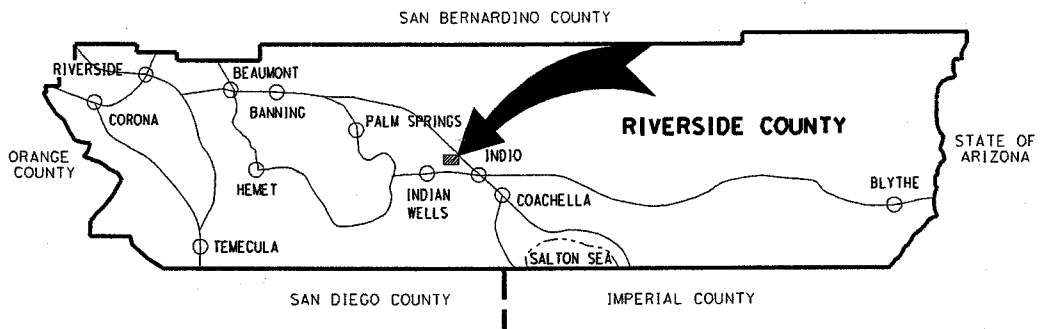 SAN BERNARDINO COUNTY
RIVERSIDE
BEAUMONT
BANNING
CORONA
PALM SPRINGS
RIVERSIDE COUNTY
STATE OF
ARIZONA
ORANGE
COUNTY
INDIO
HEMET
INDIAN
WELLS
COACHELLA
BLYTHE
TEMECULA
SALTON SEA
SAN DIEGO COUNTY
IMPERIAL COUNTY